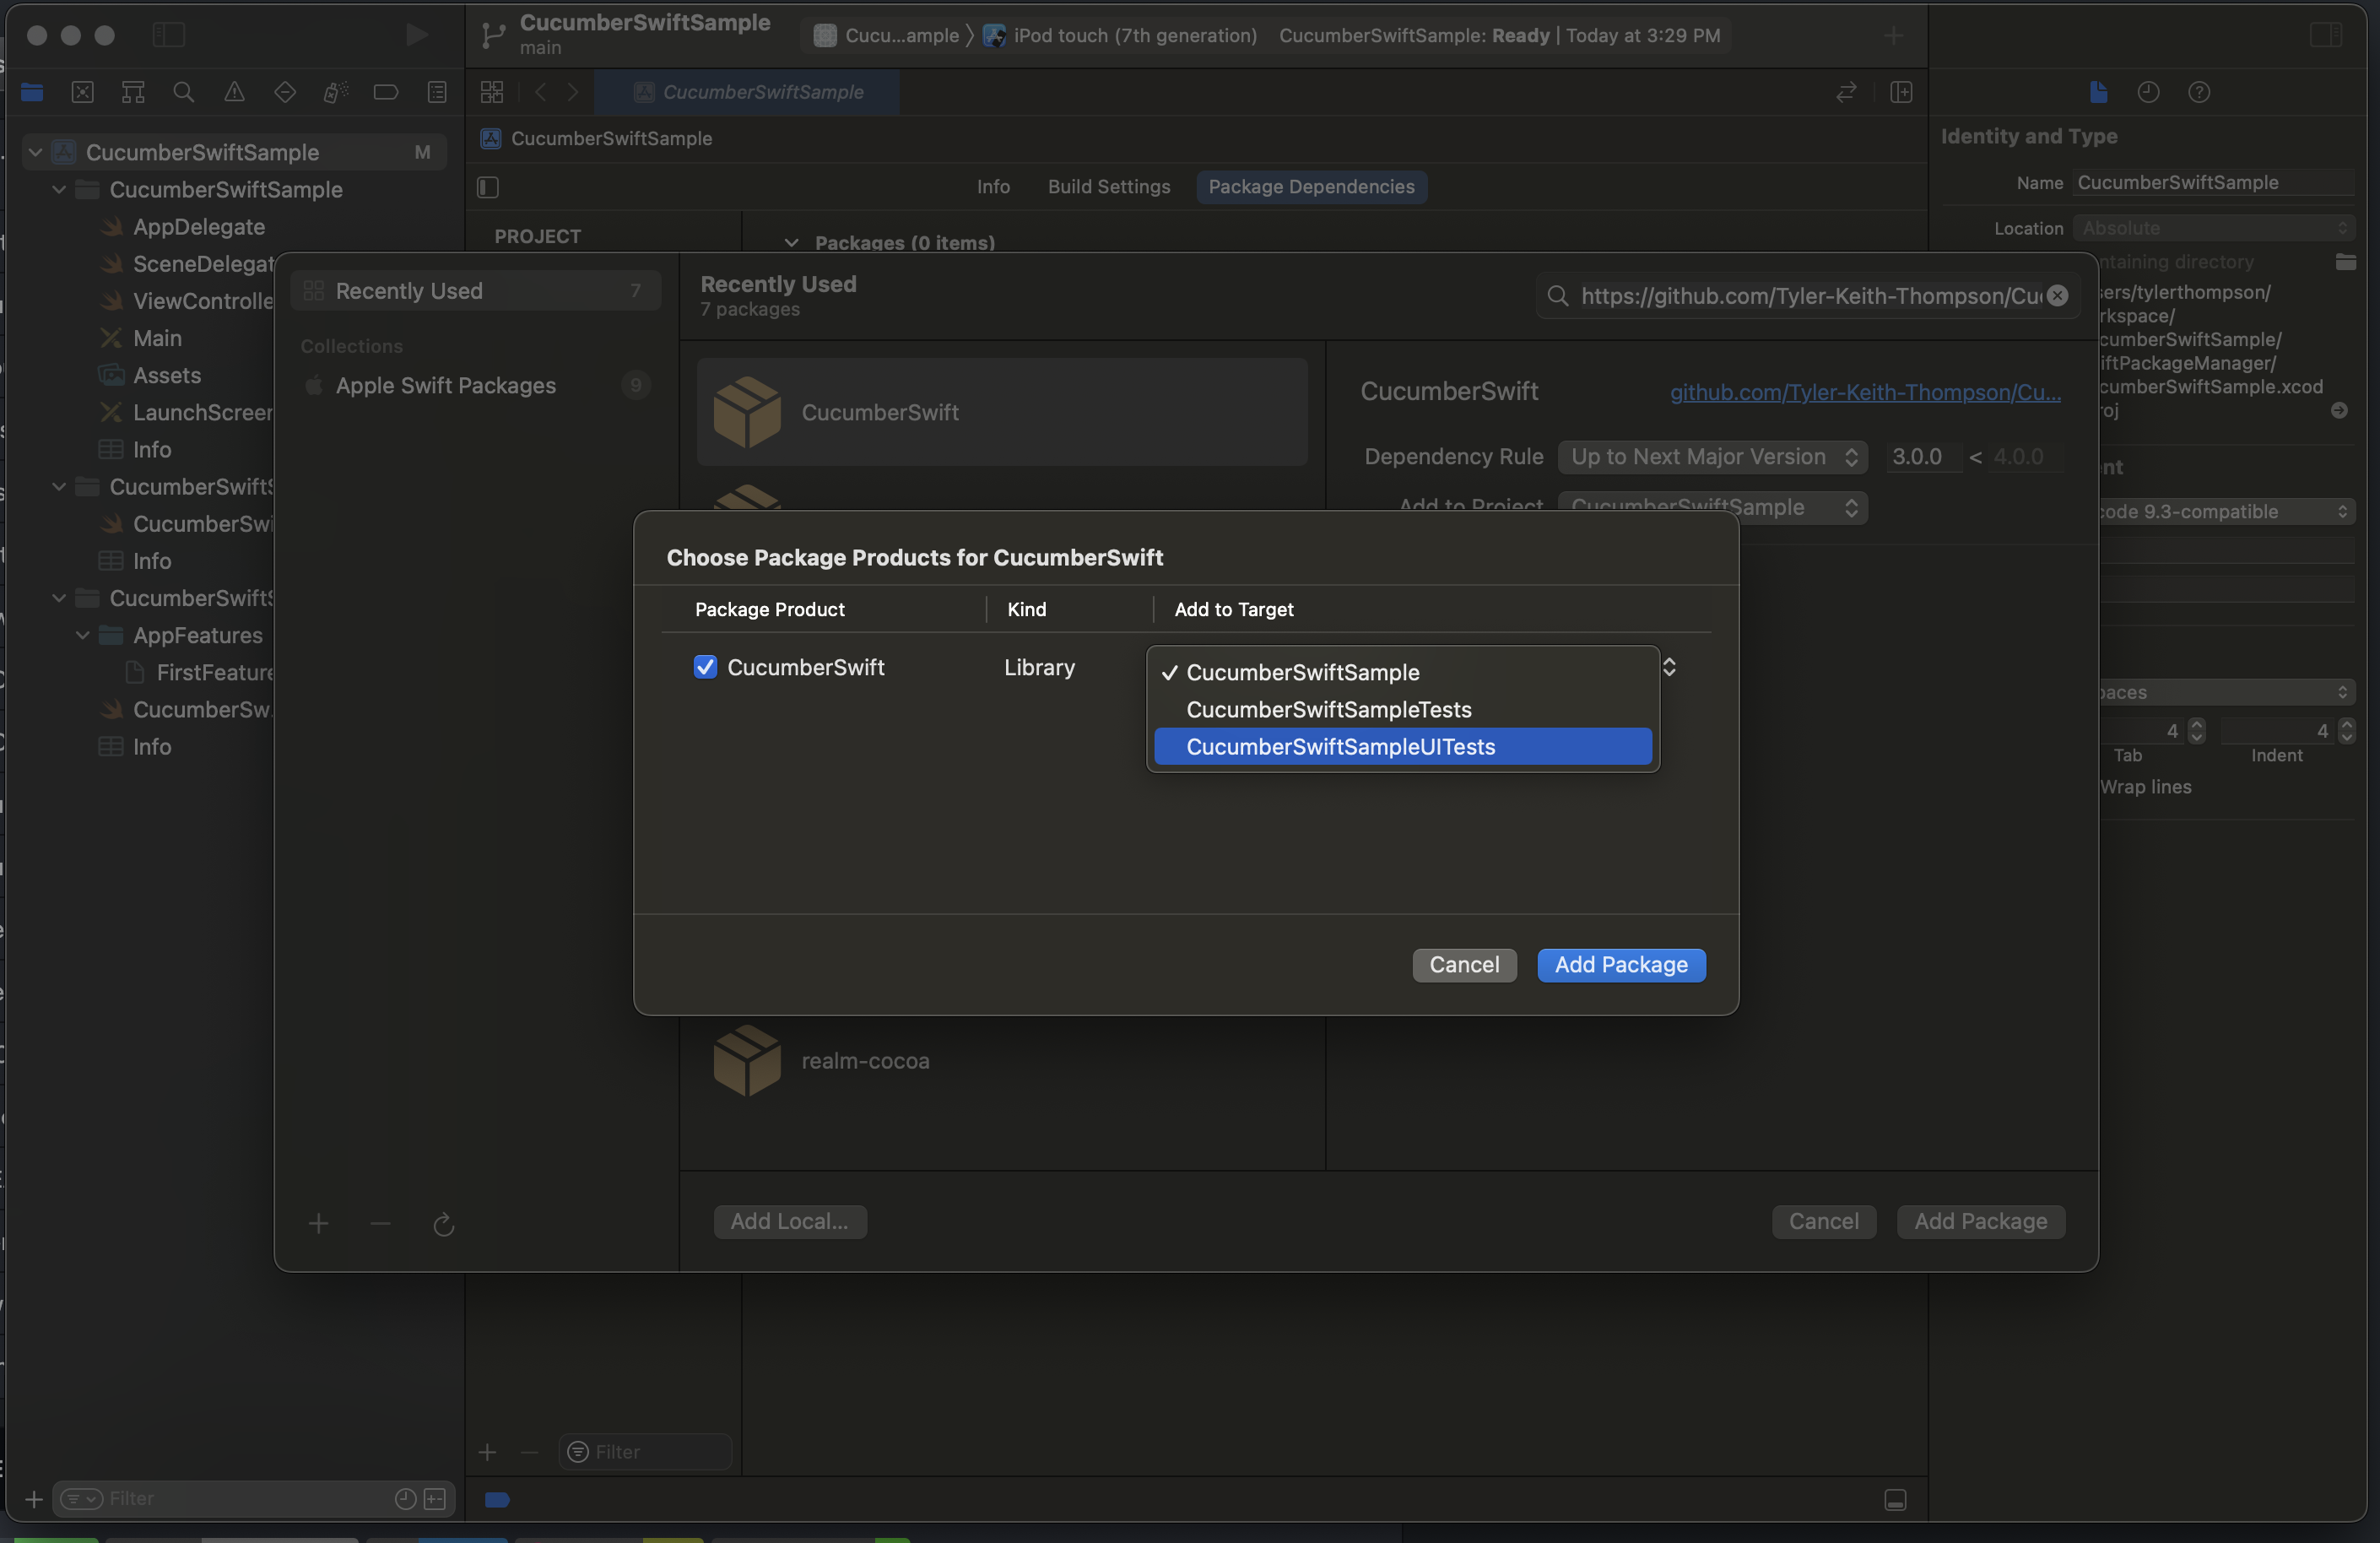 CucumberSwiftSample
main
Cucu...ample
iPod touch (7th generation)
CucumberSwiftSample: Ready | Today at 3:29 PM
CucumberSwiftSample
CucumberSwiftSample
Info
Build Settings
Package Dependencies
PROJECT
Packages (0 items)
CucumberSwiftSample M
CucumberSwiftSample
AppDelegate
SceneDelegat
ViewControlle
Main
Assets
LaunchScreen
Info
CucumberSwiftS
CucumberSwi
Info
CucumberSwiftS
AppFeatures
FirstFeature
CucumberSw...
Info
Filter
Filter
Recently Used 7
Collections
Apple Swift Packages 9
Recently Used
7 packages
https://github.com/Tyler-Keith-Thompson/Cu
CucumberSwift
realm-cocoa
CucumberSwift
github.com/Tyler-Keith-Thompson/Cu...
Dependency Rule Up to Next Major Version 3.0.0 < 4.0.0
Add to Project CucumberSwiftSample
Add Local...
Cancel
Add Package
Choose Package Products for CucumberSwift
Package Product Kind Add to Target
CucumberSwift Library
✓ CucumberSwiftSample
CucumberSwiftSampleTests
CucumberSwiftSampleUITests
Cancel
Add Package
Identity and Type
Name CucumberSwiftSample
Location Absolute
ntaining directory
ers/tylerthompson/
rkspace/
cumberSwiftSample/
iftPackageManager/
cumberSwiftSample.xcod
oj
nt
code 9.3-compatible
paces
4 4
Tab Indent
Wrap lines